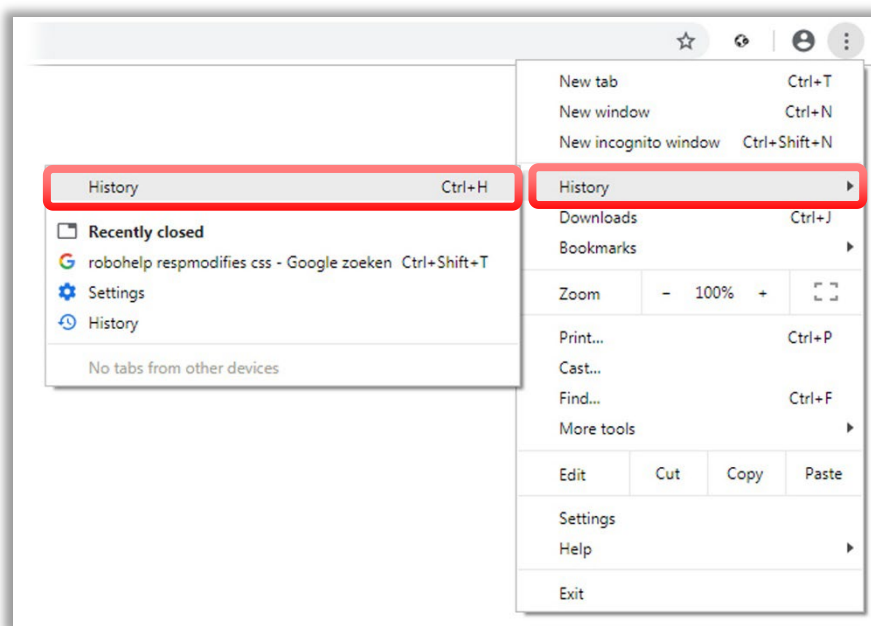 New tab Ctrl+T
New window Ctrl+N
New incognito window Ctrl+Shift+N
History
Downloads Ctrl+J
Bookmarks
Zoom - 100% +
Print... Ctrl+P
Cast...
Find... Ctrl+F
More tools
Edit Cut Copy Paste
Settings
Help
Exit
History Ctrl+H
Recently closed
robohelp respmodifies css - Google zoeken Ctrl+Shift+T
Settings
History
No tabs from other devices